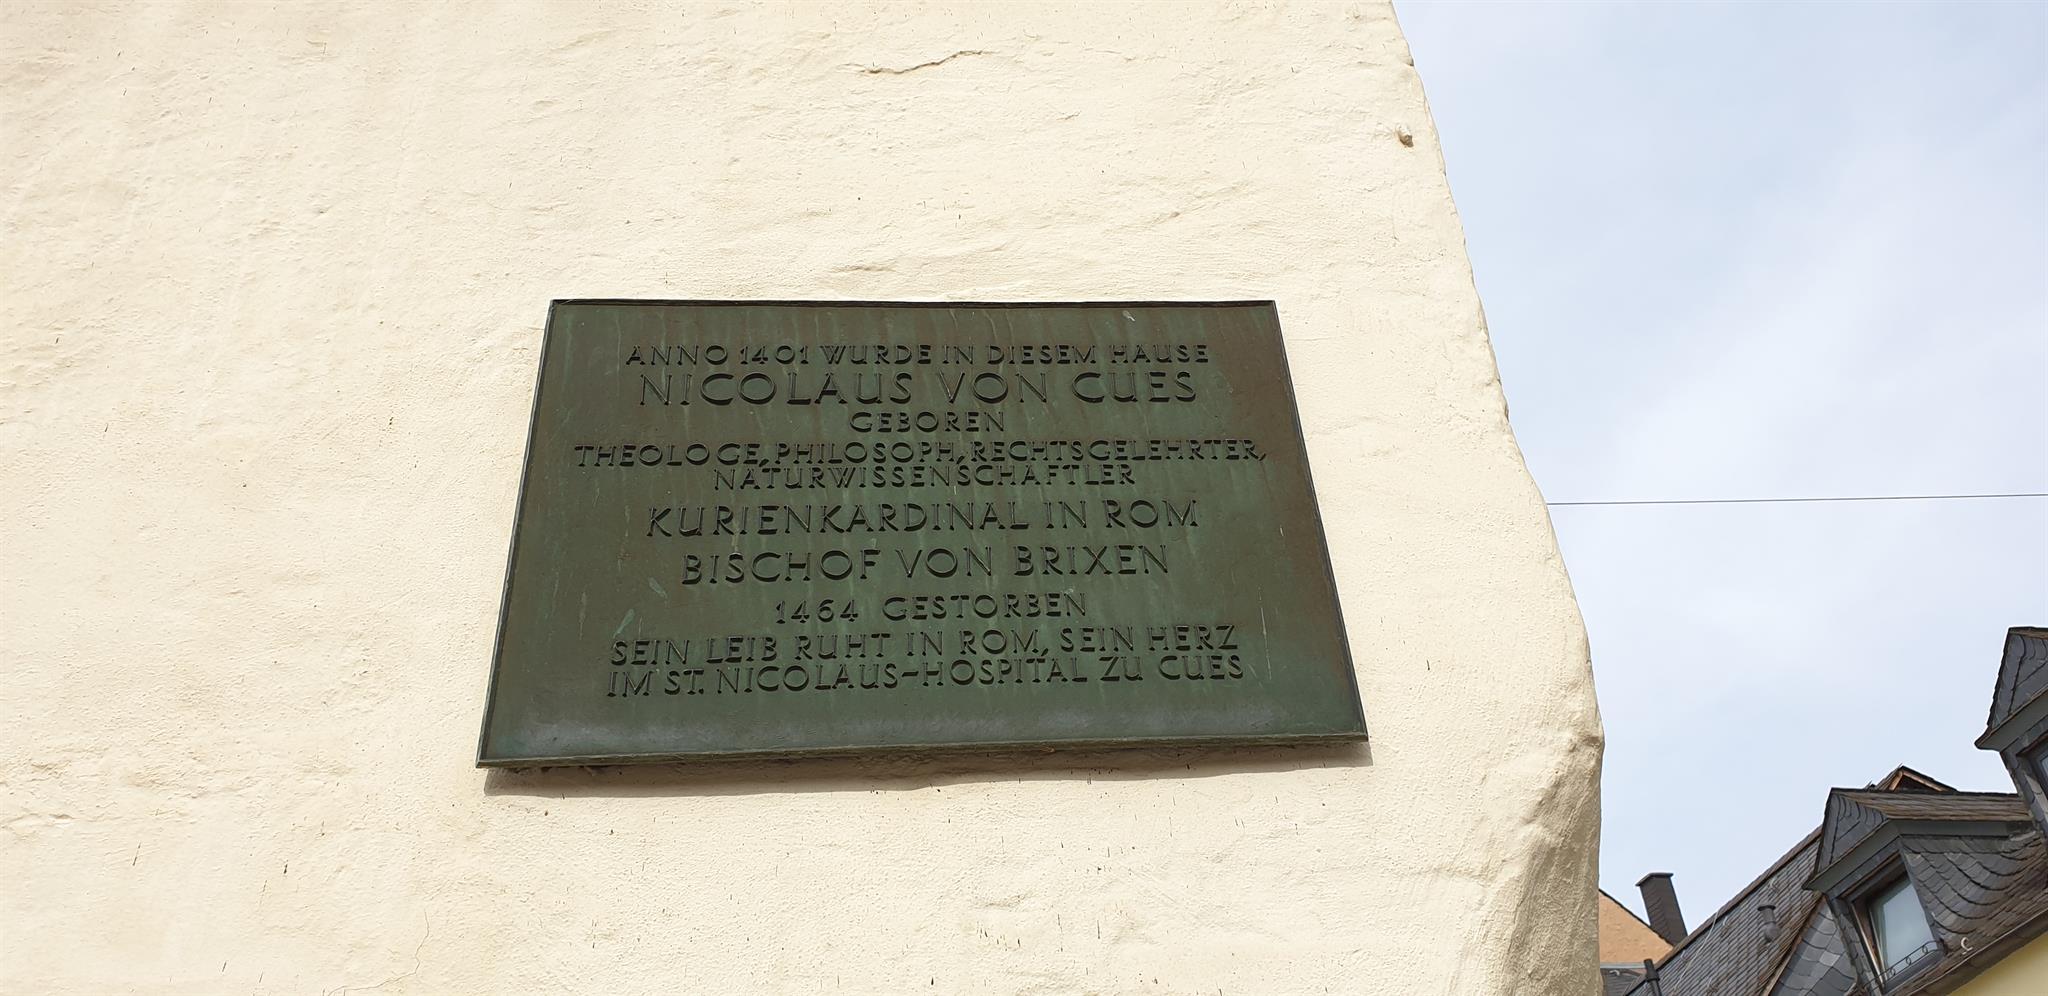 ANNO 1401 WURDE IN DIESEM HAUSE
NICOLAUS VON CUES
GEBOREN
THEOLOGE, PHILOSOPH, RECHTSGELEHRTER,
NATURWISSENSCHAFTLER
KURIENKARDINAL IN ROM
BISCHOF VON BRIXEN
1464 GESTORBEN
SEIN LEIB RUHT IN ROM, SEIN HERZ
IM ST. NICOLAUS-HOSPITAL ZU CUES